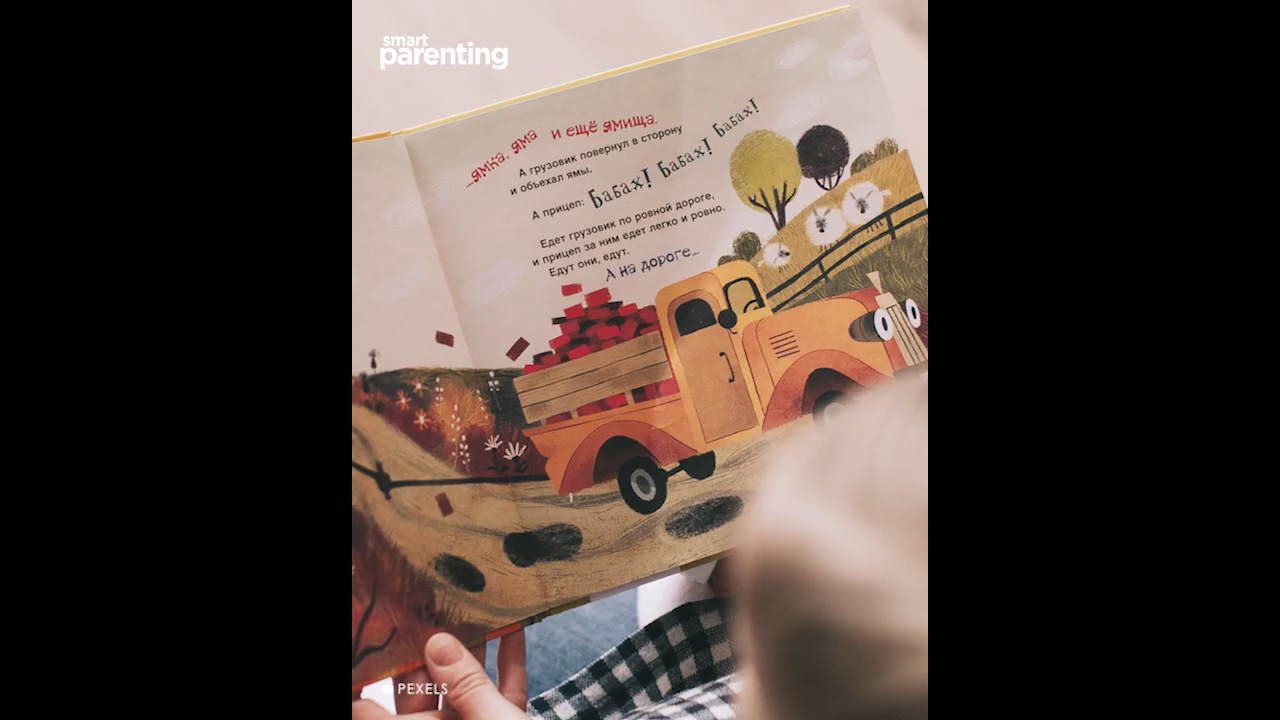 smart
parenting
...ямка, яма и ещё ямища.
А грузовик повернул в сторону
и объехал ямы.
А прицеп: Бабах! Бабах! Бабах!
Едет грузовик по ровной дороге,
и прицеп за ним едет легко и ровно.
Едут они, едут.
А на дороге...
PEXELS